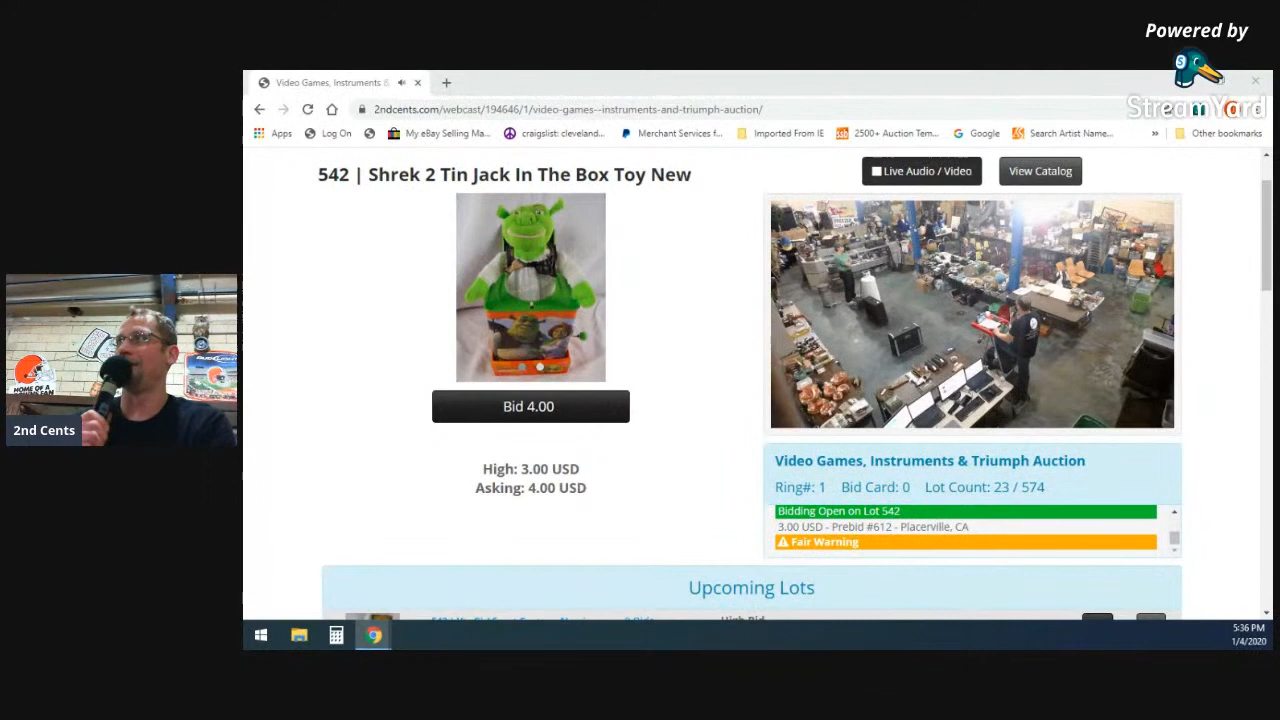 Powered by
StreamYard
Video Games, Instruments &
2ndcents.com/webcast/194646/1/video-games--instruments-and-triumph-auction/
Apps
Log On
My eBay Selling Ma...
craigslist: cleveland...
Merchant Services f...
Imported From IE
2500+ Auction Tem...
Google
Search Artist Name...
»
Other bookmarks
542 | Shrek 2 Tin Jack In The Box Toy New
Live Audio / Video
View Catalog
Bid 4.00
High: 3.00 USD
Asking: 4.00 USD
Video Games, Instruments & Triumph Auction
Ring#: 1 Bid Card: 0 Lot Count: 23 / 574
Bidding Open on Lot 542
3.00 USD - Prebid #612 - Placerville, CA
Fair Warning
Upcoming Lots
HOME OF A
2nd Cents
5:36 PM
1/4/2020